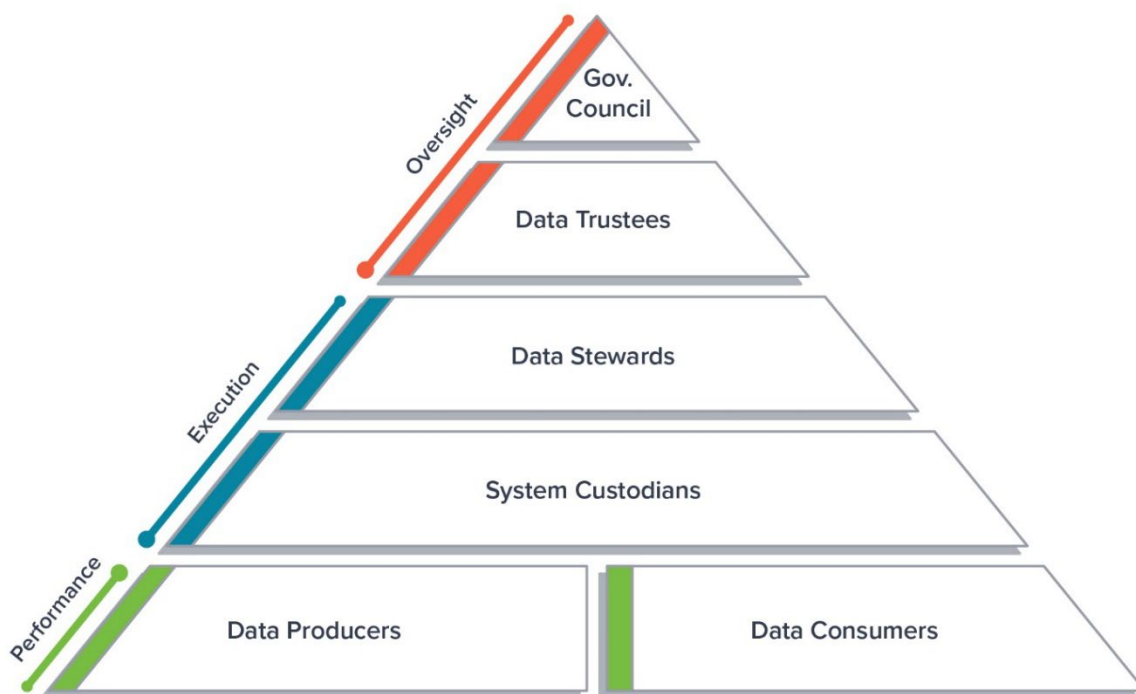 Oversight
Gov.
Council
Data Trustees
Execution
Data Stewards
System Custodians
Performance
Data Producers
Data Consumers